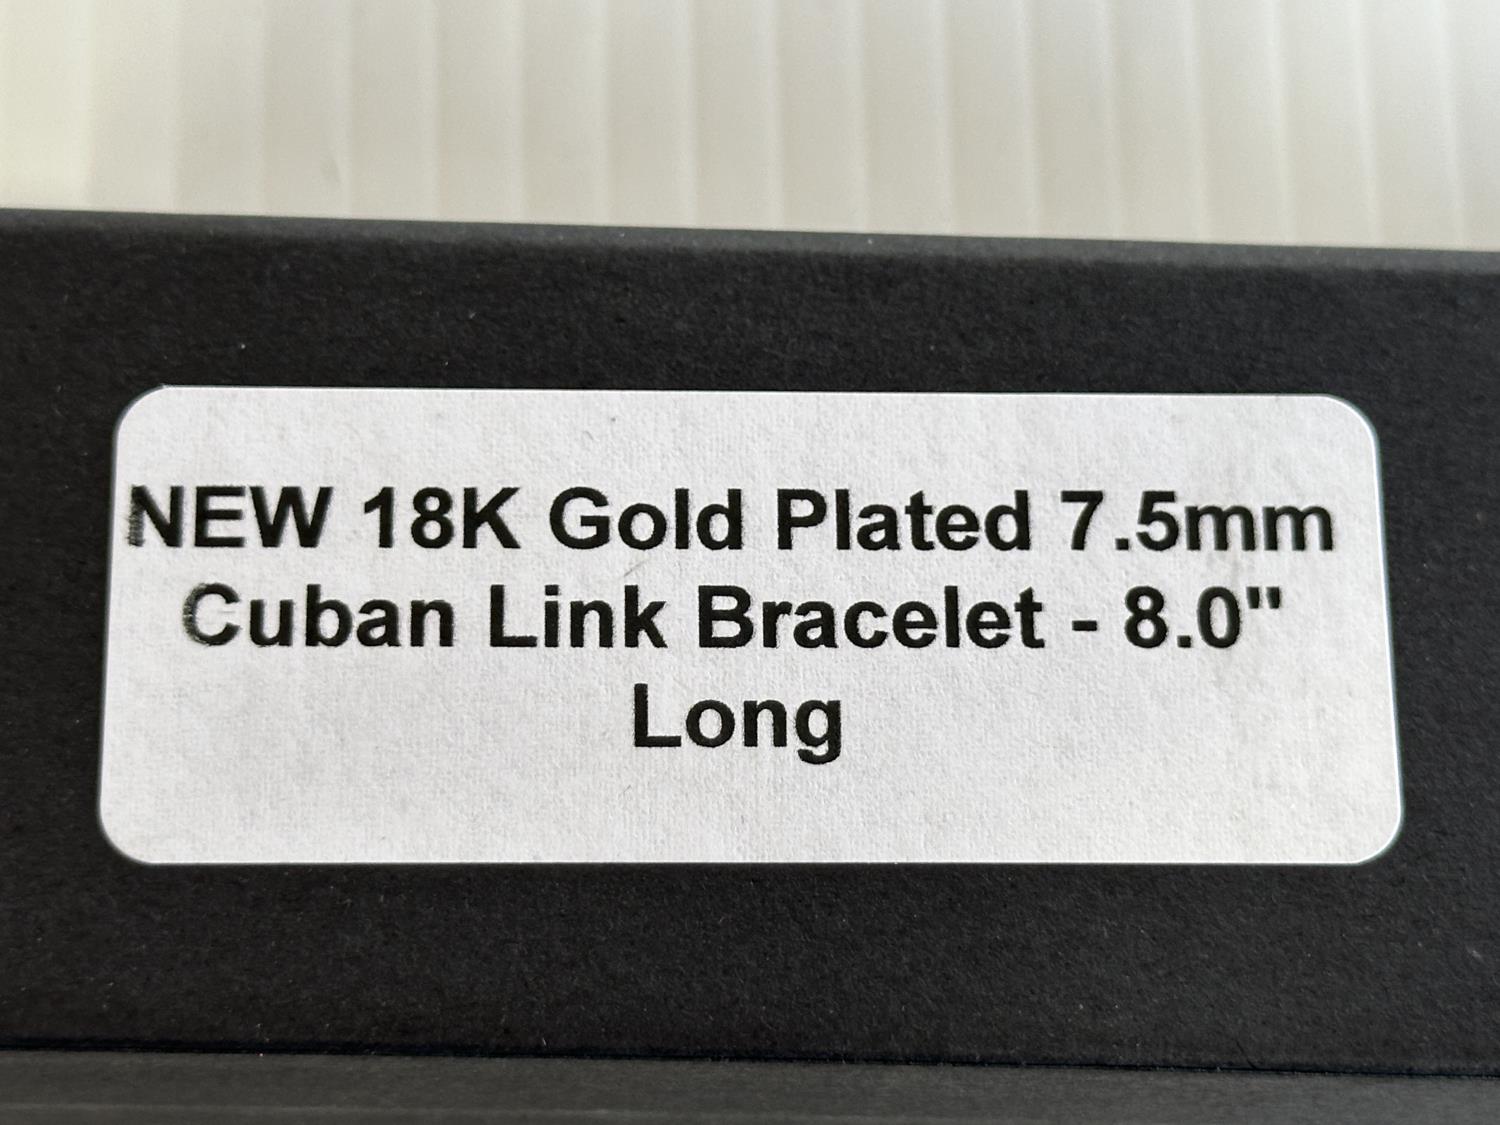 NEW 18K Gold Plated 7.5mm
Cuban Link Bracelet - 8.0"
Long